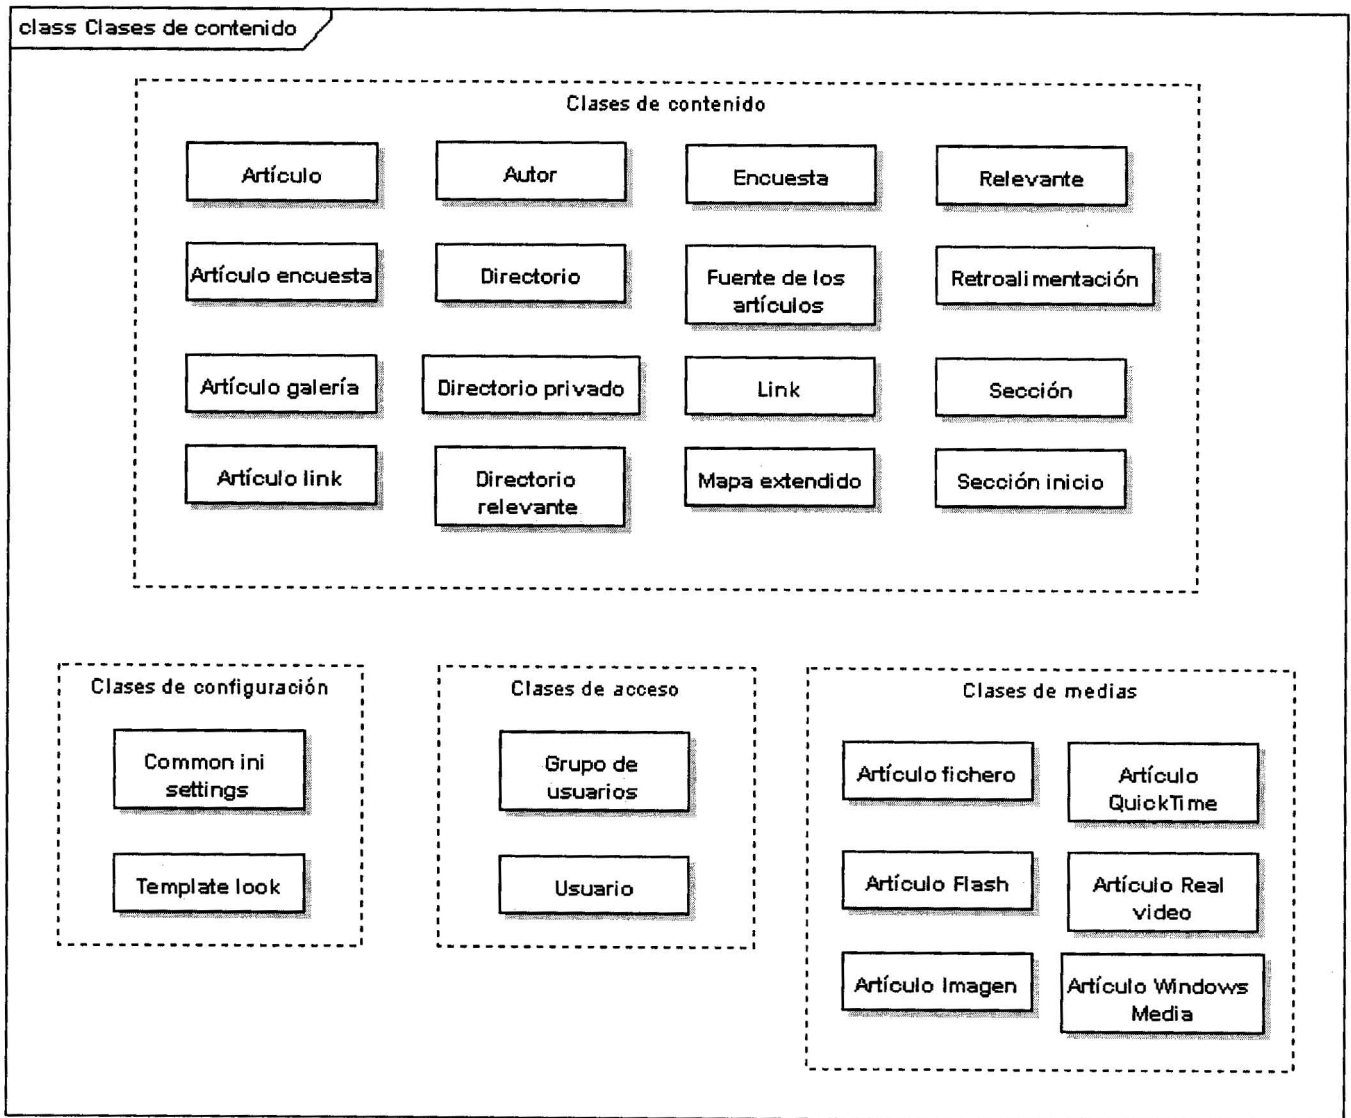 class Clases de contenido
Clases de contenido
Artículo
Autor
Encuesta
Relevante
Artículo encuesta
Directorio
Fuente de los
artículos
Retroalimentación
Artículo galería
Directorio privado
Link
Sección
Artículo link
Directorio
relevante
Mapa extendido
Sección inicio
Clases de configuración
Common ini
settings
Template look
Clases de acceso
Grupo de
usuarios
Usuario
Clases de medias
Artículo fichero
Artículo
QuickTime
Artículo Flash
Artículo Real
video
Artículo Imagen
Artículo Windows
Media